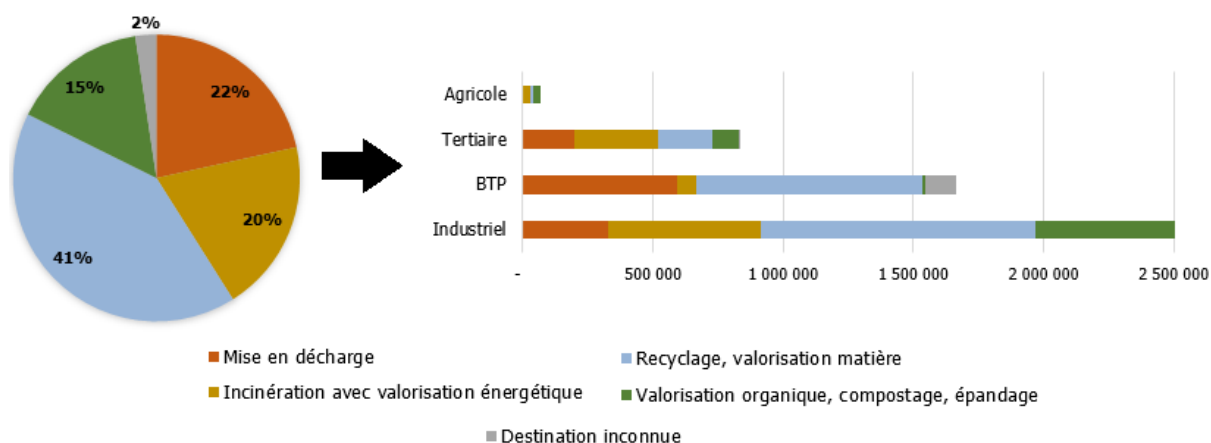 2%
15%
22%
20%
41%
Agricole
Tertiaire
BTP
Industriel
- 500 000 1 000 000 1 500 000 2 000 000 2 500 000
Mise en décharge
Recyclage, valorisation matière
Incinération avec valorisation énergétique
Valorisation organique, compostage, épandage
Destination inconnue